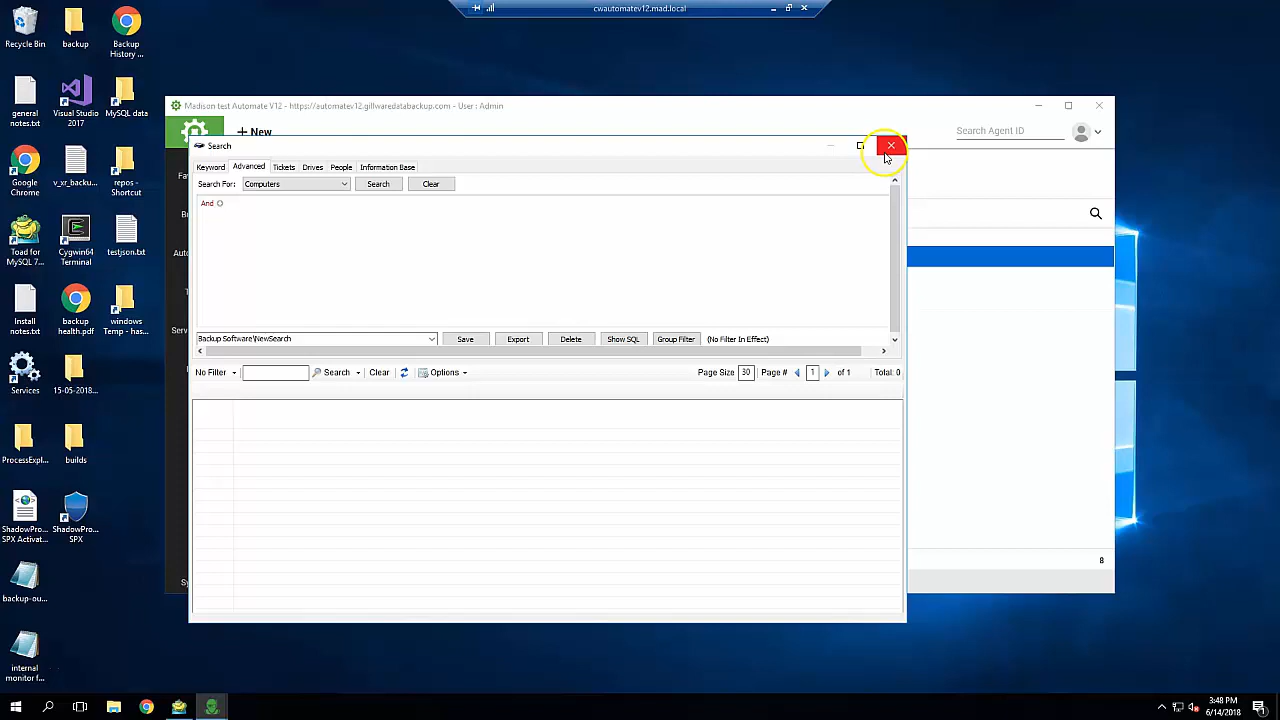 cwautomatev12.mad.local
Recycle Bin
backup
Backup History ...
general notes.txt
Visual Studio 2017
MySQL data
Google Chrome
v_xr_backu...
repos - Shortcut
Toad for MySQL 7...
Cygwin64 Terminal
testjson.txt
Install notes.txt
backup health.pdf
windows Temp - has...
Services
15-05-2018...
ProcessExpl...
builds
ShadowPro... SPX Activat...
ShadowPro... SPX
backup-ou...
internal monitor f...
Madison test Automate V12 - https://automatev12.gillwaredatabackup.com - User : Admin
+ New
Search Agent ID
Search
Keyword Advanced Tickets Drives People Information Base
Search For: Computers Search Clear
And
Backup Software\NewSearch Save Export Delete Show SQL Group Filter (No Filter In Effect)
No Filter Search Clear Options Page Size 30 Page # 1 of 1 Total: 0
8
3:48 PM
6/14/2018
1